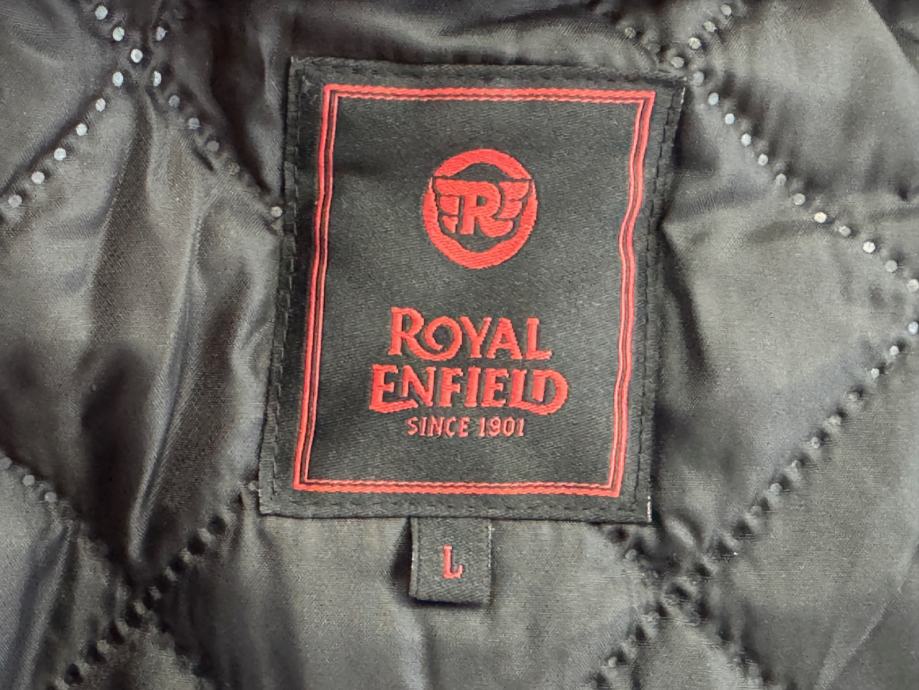 R
ROYAL
ENFIELD
SINCE 1901
L